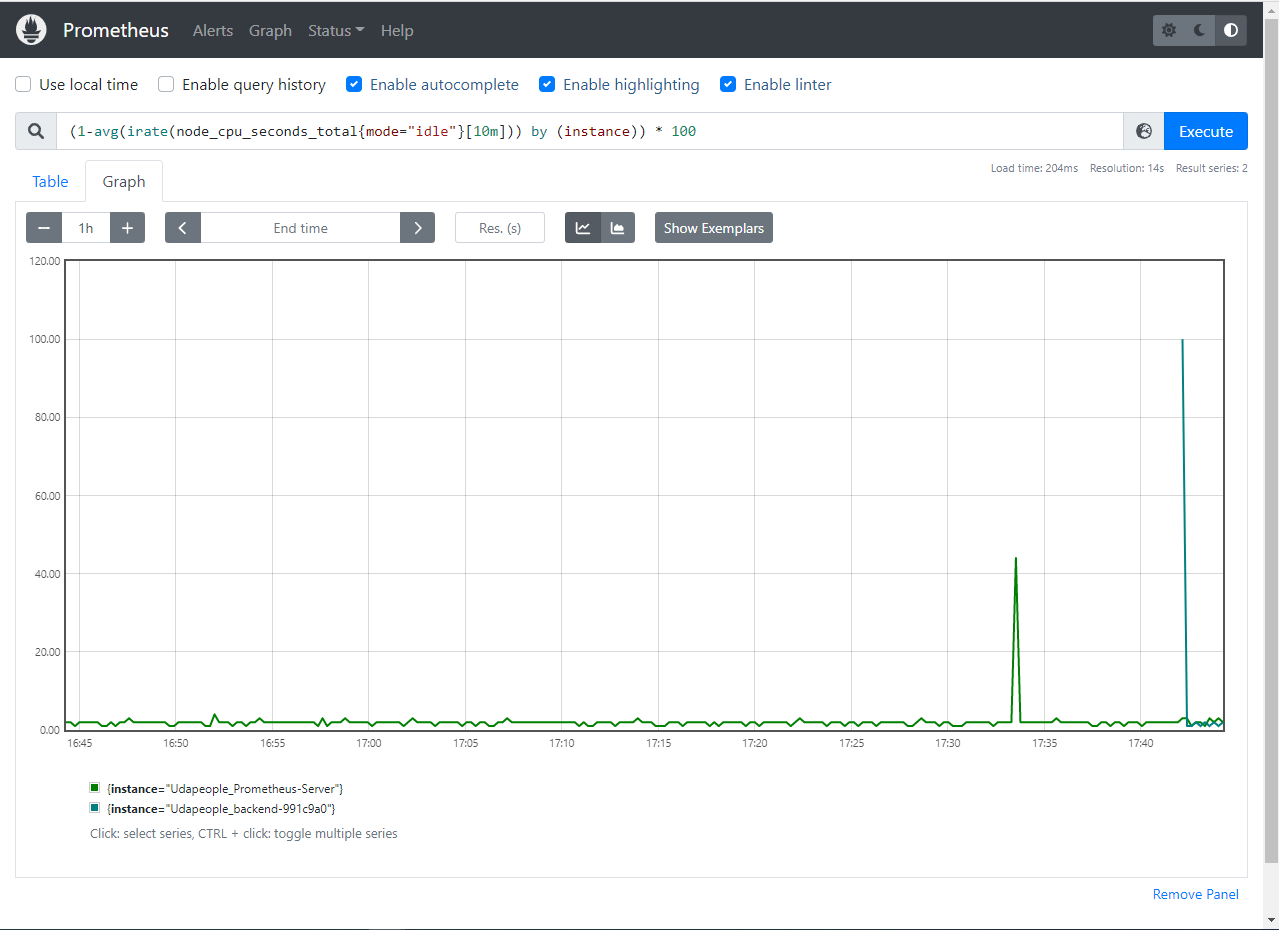 Prometheus Alerts Graph Status Help
Use local time Enable query history Enable autocomplete Enable highlighting Enable linter
(1-avg(irate(node_cpu_seconds_total{mode="idle"}[10m])) by (instance)) * 100 Execute
Load time: 204ms Resolution: 14s Result series: 2
Table Graph
− 1h + End time Res. (s) Show Exemplars
120.00
100.00
80.00
60.00
40.00
20.00
0.00
16:45 16:50 16:55 17:00 17:05 17:10 17:15 17:20 17:25 17:30 17:35 17:40
{instance="Udapeople_Prometheus-Server"}
{instance="Udapeople_backend-991c9a0"}
Click: select series, CTRL + click: toggle multiple series
Remove Panel